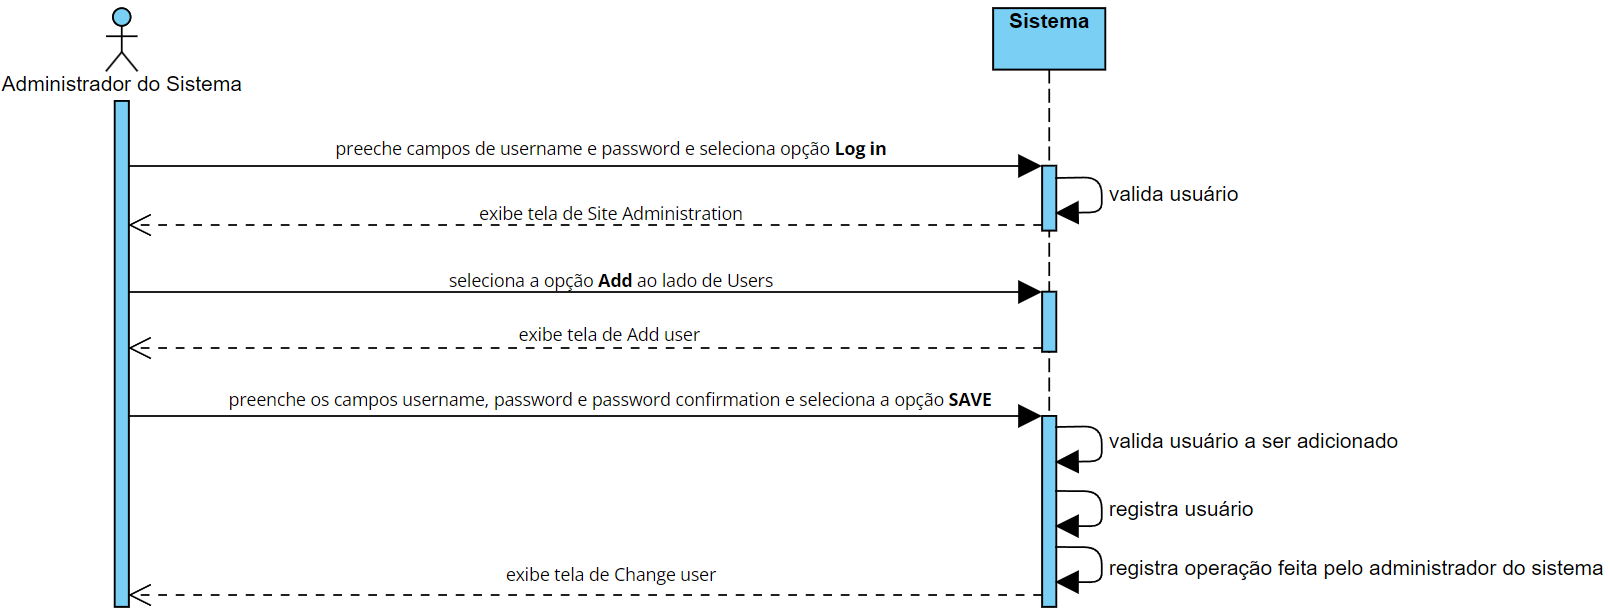 Sistema
Administrador do Sistema
preeche campos de username e password e seleciona opção Log in
valida usuário
exibe tela de Site Administration
seleciona a opção Add ao lado de Users
exibe tela de Add user
preenche os campos username, password e password confirmation e seleciona a opção SAVE
valida usuário a ser adicionado
registra usuário
registra operação feita pelo administrador do sistema
exibe tela de Change user